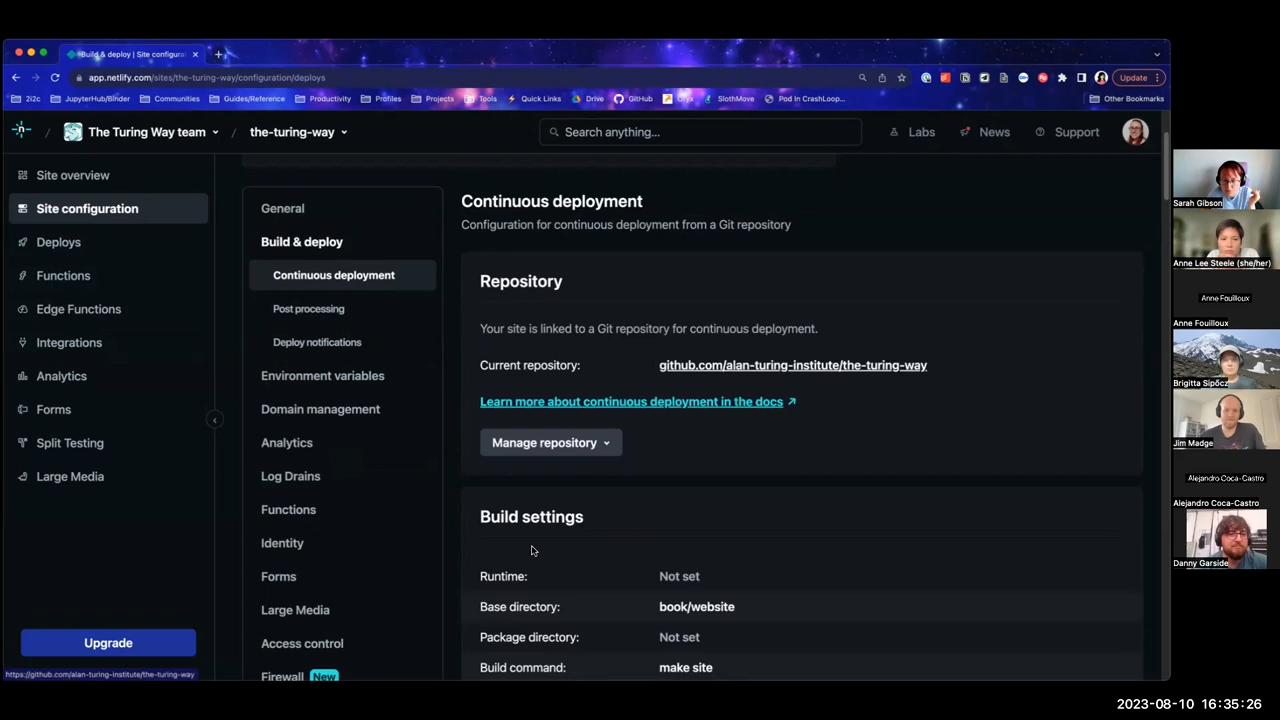 Build & deploy | Site configura
app.netlify.com/sites/the-turing-way/configuration/deploys
Update
2i2c
JupyterHub/Binder
Communities
Guides/Reference
Productivity
Profiles
Projects
Tools
Quick Links
Drive
GitHub
Oryx
SlothMove
Pod In CrashLoop...
Other Bookmarks
The Turing Way team / the-turing-way
Search anything...
Labs
News
Support
Site overview
Site configuration
Deploys
Functions
Edge Functions
Integrations
Analytics
Forms
Split Testing
Large Media
Upgrade
https://github.com/alan-turing-institute/the-turing-way
General
Build & deploy
Continuous deployment
Post processing
Deploy notifications
Environment variables
Domain management
Analytics
Log Drains
Functions
Identity
Forms
Large Media
Access control
Firewall New
Continuous deployment
Configuration for continuous deployment from a Git repository
Repository
Your site is linked to a Git repository for continuous deployment.
Current repository: github.com/alan-turing-institute/the-turing-way
Learn more about continuous deployment in the docs
Manage repository
Build settings
Runtime: Not set
Base directory: book/website
Package directory: Not set
Build command: make site
Sarah Gibson
Anne Lee Steele (she/her)
Anne Fouilloux
Anne Fouilloux
Brigitta Sipőcz
Jim Madge
Alejandro Coca-Castro
Alejandro Coca-Castro
Danny Garside
2023-08-10 16:35:26